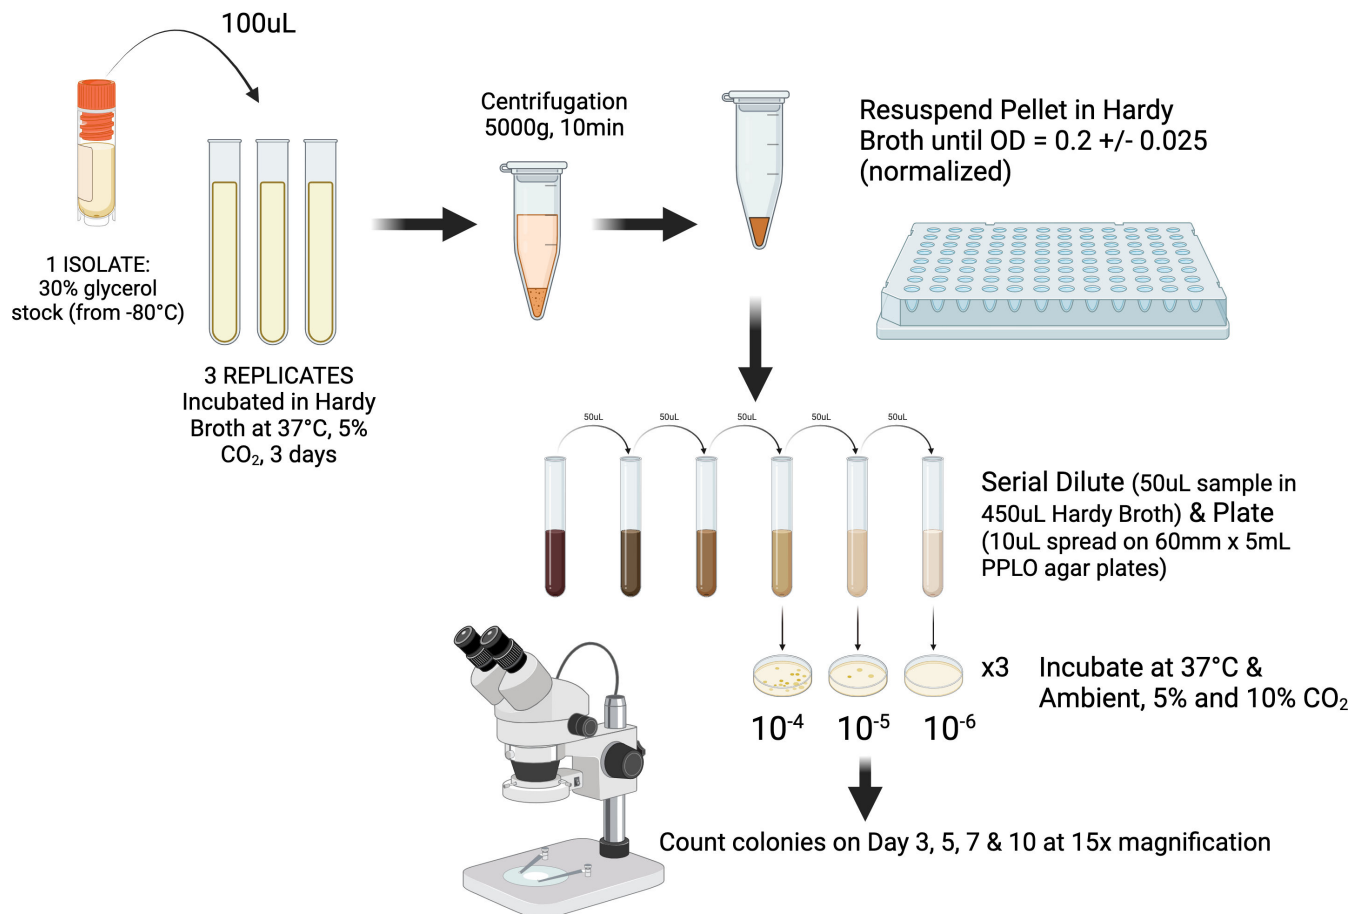 100uL
1 ISOLATE:
30% glycerol
stock (from -80°C)
3 REPLICATES
Incubated in Hardy
Broth at 37°C, 5%
CO₂, 3 days
Centrifugation
5000g, 10min
Resuspend Pellet in Hardy
Broth until OD = 0.2 +/- 0.025
(normalized)
50uL
50uL
50uL
50uL
50uL
Serial Dilute (50uL sample in
450uL Hardy Broth) & Plate
(10uL spread on 60mm x 5mL
PPLO agar plates)
x3
Incubate at 37°C &
Ambient, 5% and 10% CO₂
10⁻⁴
10⁻⁵
10⁻⁶
Count colonies on Day 3, 5, 7 & 10 at 15x magnification